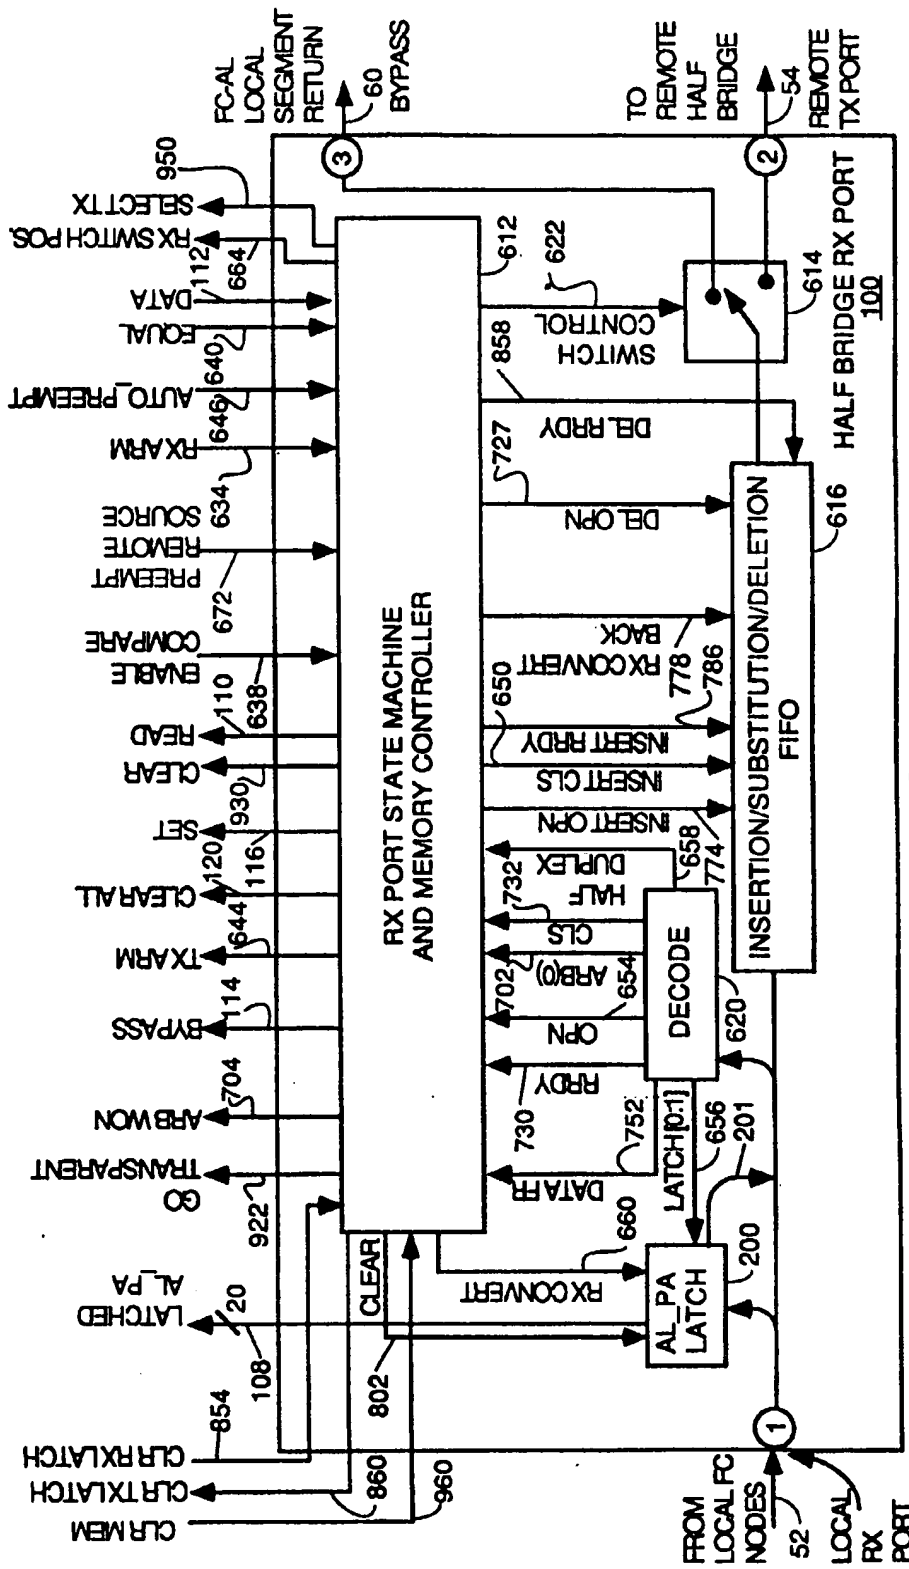 CLR MEM
960
CLR TX LATCH
860
CLR RX LATCH
854
LATCHED
AL_PA
20
108
TRANSPARENT
GO
922
ARB WON
704
BYPASS
114
TX ARM
644
CLEAR ALL
120
SET
116
CLEAR
930
READ
110
ENABLE
COMPARE
638
PREEMPT
REMOTE
SOURCE
672
RX ARM
634
AUTO_PREEMPT
646
EQUAL
640
DATA
112
RX SWITCH POS.
664
SELECT TX
950
FC-AL
LOCAL
SEGMENT
RETURN
60
BYPASS
3
RX PORT STATE MACHINE
AND MEMORY CONTROLLER
612
CLEAR
802
RX CONVERT
660
DATA FR
752
RRDY
730
OPN
654
ARB(0)
702
CLS
732
HALF
DUPLEX
658
INSERT OPN
774
INSERT CLS
650
INSERT RRDY
786
RX CONVERT
BACK
778
DEL OPN
727
DEL RRDY
858
SWITCH
CONTROL
622
614
TO
REMOTE
HALF
BRIDGE
54
REMOTE
TX PORT
2
AL_PA
LATCH
200
LATCH[0:1]
656
201
DECODE
620
INSERTION/SUBSTITUTION/DELETION
FIFO
616
HALF BRIDGE RX PORT
100
1
FROM
LOCAL FC
NODES
52
LOCAL
RX
PORT